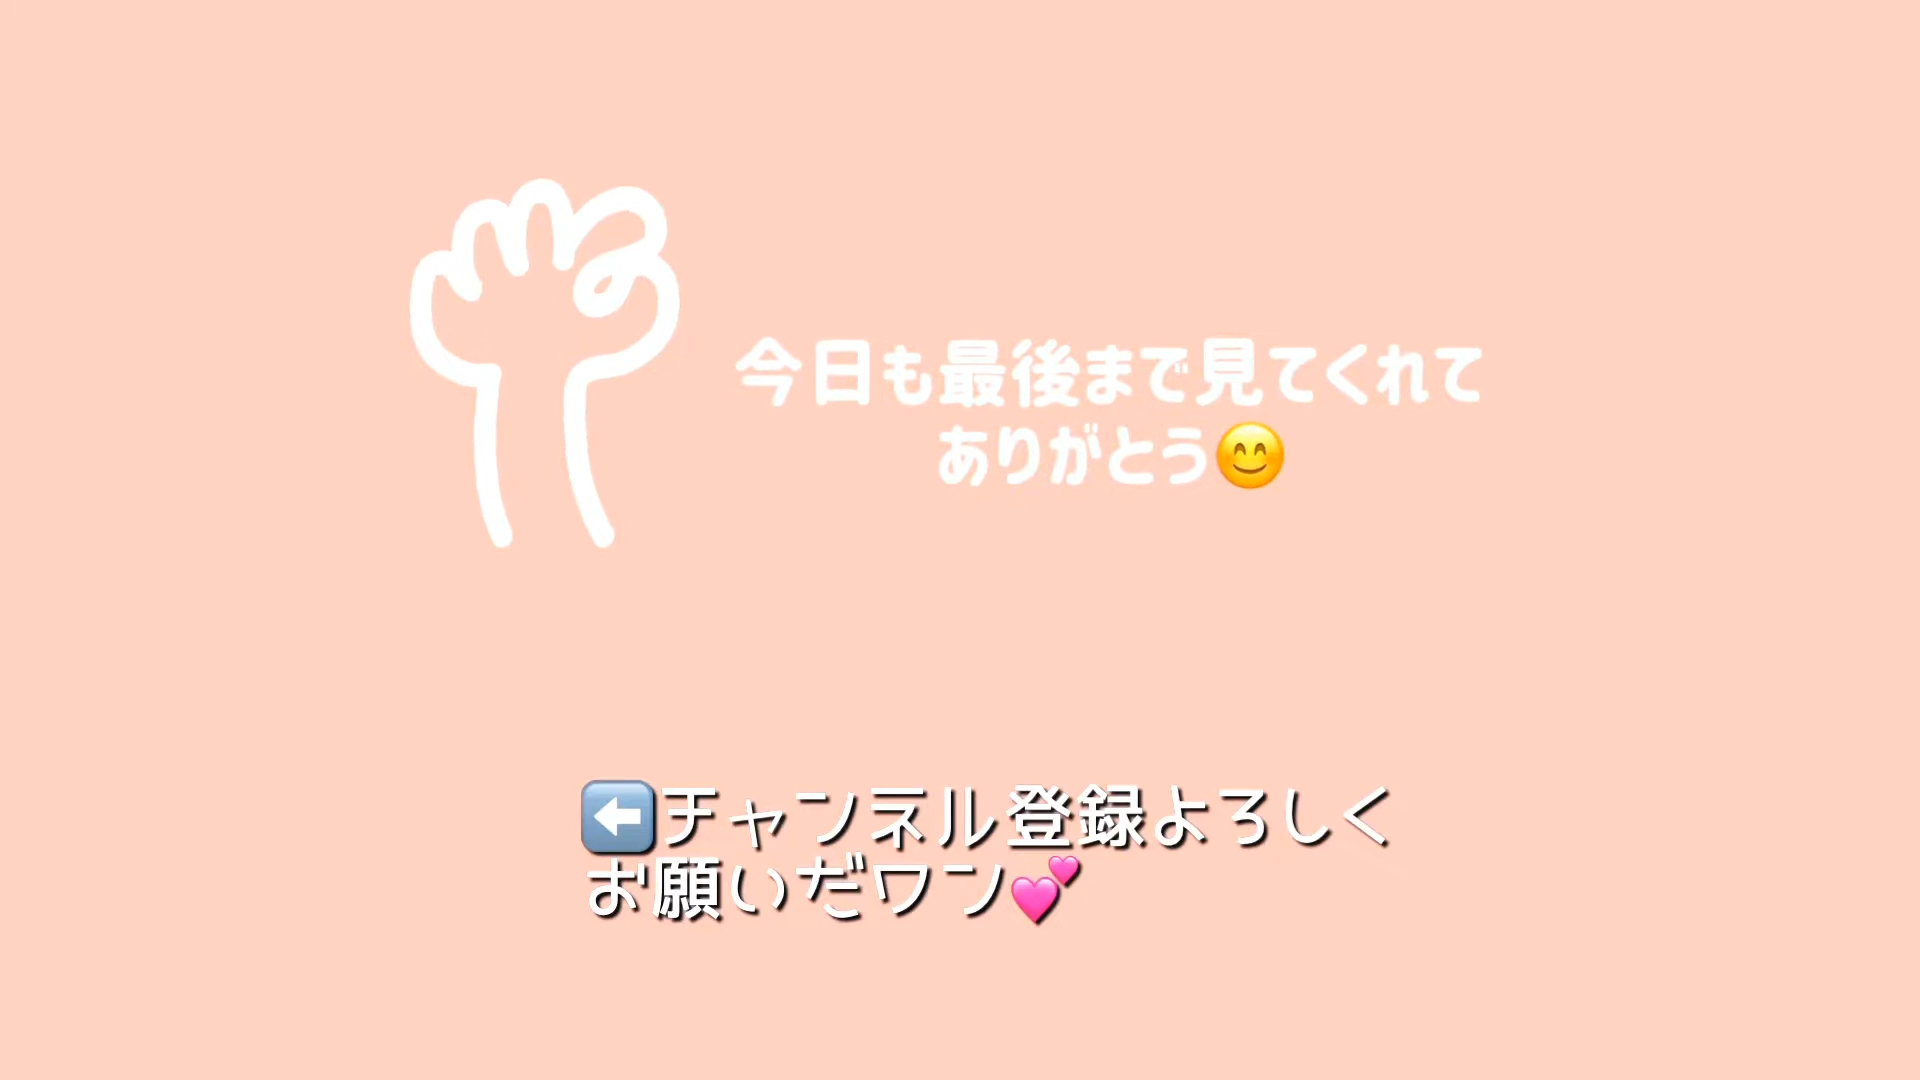 今日も最後まで見てくれて
ありがとう😊
⬅️チャンネル登録よろしく
お願いだワン💕